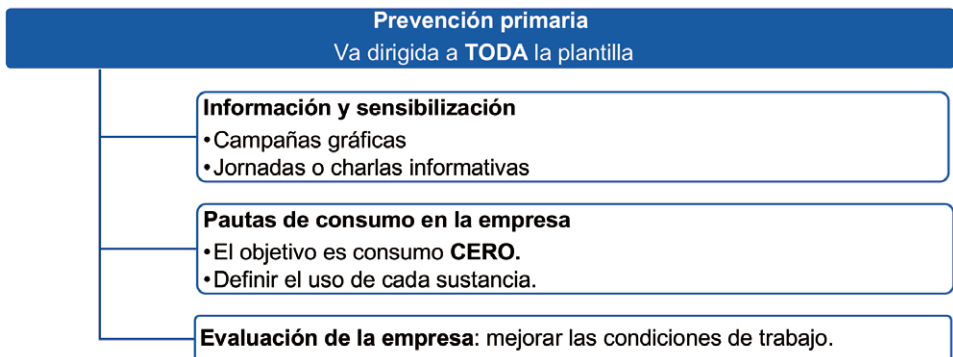 Prevención primaria
Va dirigida a TODA la plantilla
Información y sensibilización
•Campañas gráficas
•Jornadas o charlas informativas
Pautas de consumo en la empresa
•El objetivo es consumo CERO.
•Definir el uso de cada sustancia.
Evaluación de la empresa: mejorar las condiciones de trabajo.